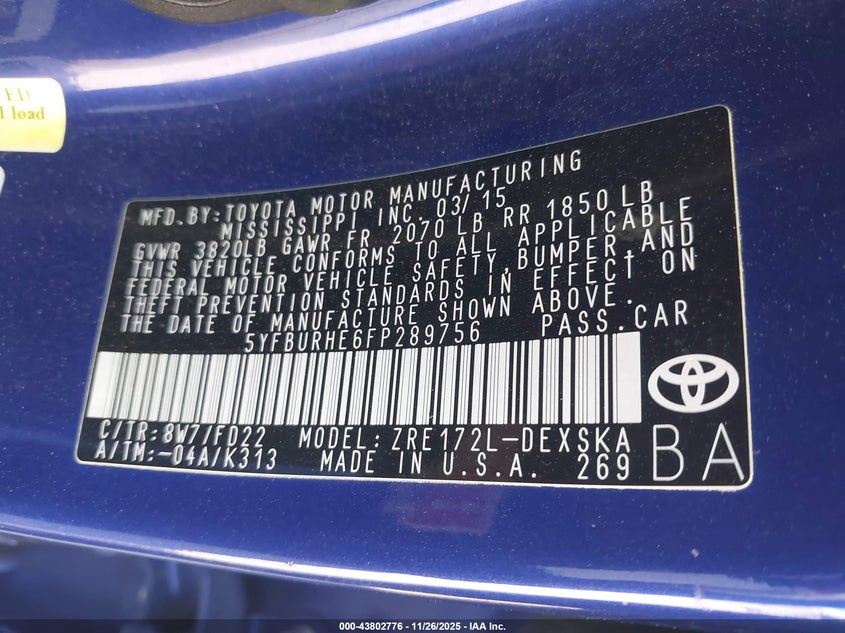 ED
load
MFD.BY:TOYOTA MOTOR MANUFACTURING
MISSISSIPPI INC. 03/15
GVWR 3820LB GAWR FR 2070 LB RR 1850 LB
THIS VEHICLE CONFORMS TO ALL APPLICABLE
FEDERAL MOTOR VEHICLE SAFETY,BUMPER,AND
THEFT PREVENTION STANDARDS IN EFFECT ON
THE DATE OF MANUFACTURE SHOWN ABOVE.
5YFBURHE6FP289756 PASS.CAR
C/TR:8W7/FD22 MODEL: ZRE172L-DEXSKA
A/TM:-04A/K313 MADE IN U.S.A. 269
BA
000-43802776 - 11/26/2025 - IAA Inc.